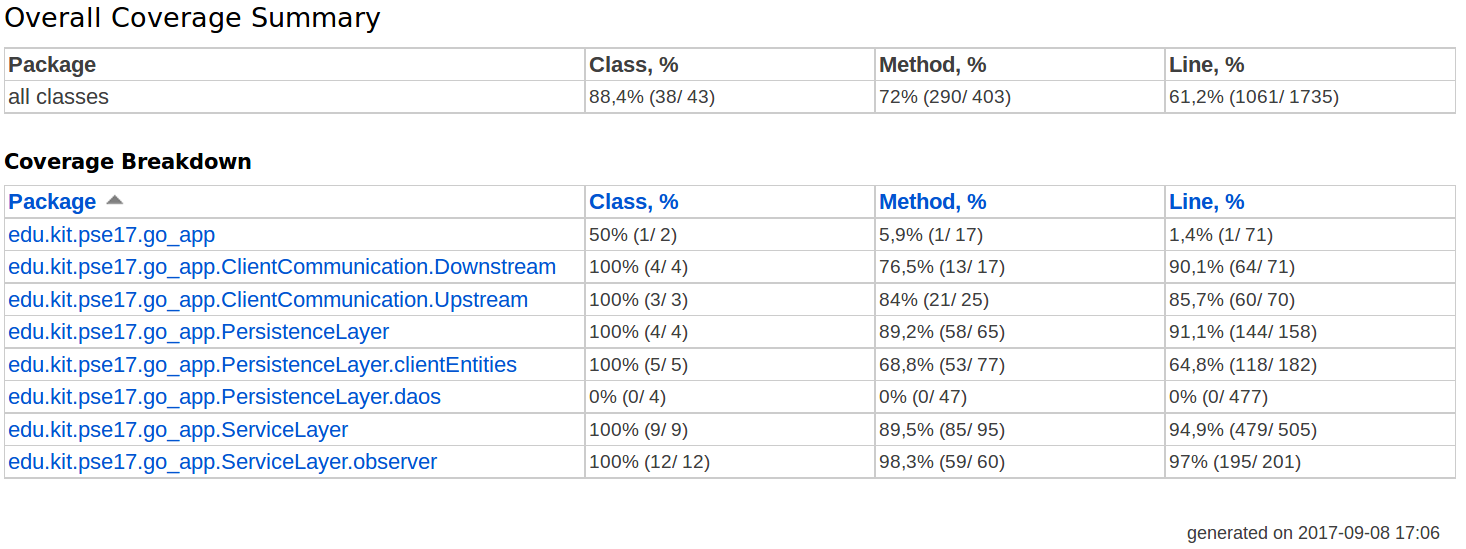 Overall Coverage Summary
Package Class, % Method, % Line, %
all classes 88,4% (38/ 43) 72% (290/ 403) 61,2% (1061/ 1735)
Coverage Breakdown
Package Class, % Method, % Line, %
edu.kit.pse17.go_app 50% (1/ 2) 5,9% (1/ 17) 1,4% (1/ 71)
edu.kit.pse17.go_app.ClientCommunication.Downstream 100% (4/ 4) 76,5% (13/ 17) 90,1% (64/ 71)
edu.kit.pse17.go_app.ClientCommunication.Upstream 100% (3/ 3) 84% (21/ 25) 85,7% (60/ 70)
edu.kit.pse17.go_app.PersistenceLayer 100% (4/ 4) 89,2% (58/ 65) 91,1% (144/ 158)
edu.kit.pse17.go_app.PersistenceLayer.clientEntities 100% (5/ 5) 68,8% (53/ 77) 64,8% (118/ 182)
edu.kit.pse17.go_app.PersistenceLayer.daos 0% (0/ 4) 0% (0/ 47) 0% (0/ 477)
edu.kit.pse17.go_app.ServiceLayer 100% (9/ 9) 89,5% (85/ 95) 94,9% (479/ 505)
edu.kit.pse17.go_app.ServiceLayer.observer 100% (12/ 12) 98,3% (59/ 60) 97% (195/ 201)
generated on 2017-09-08 17:06